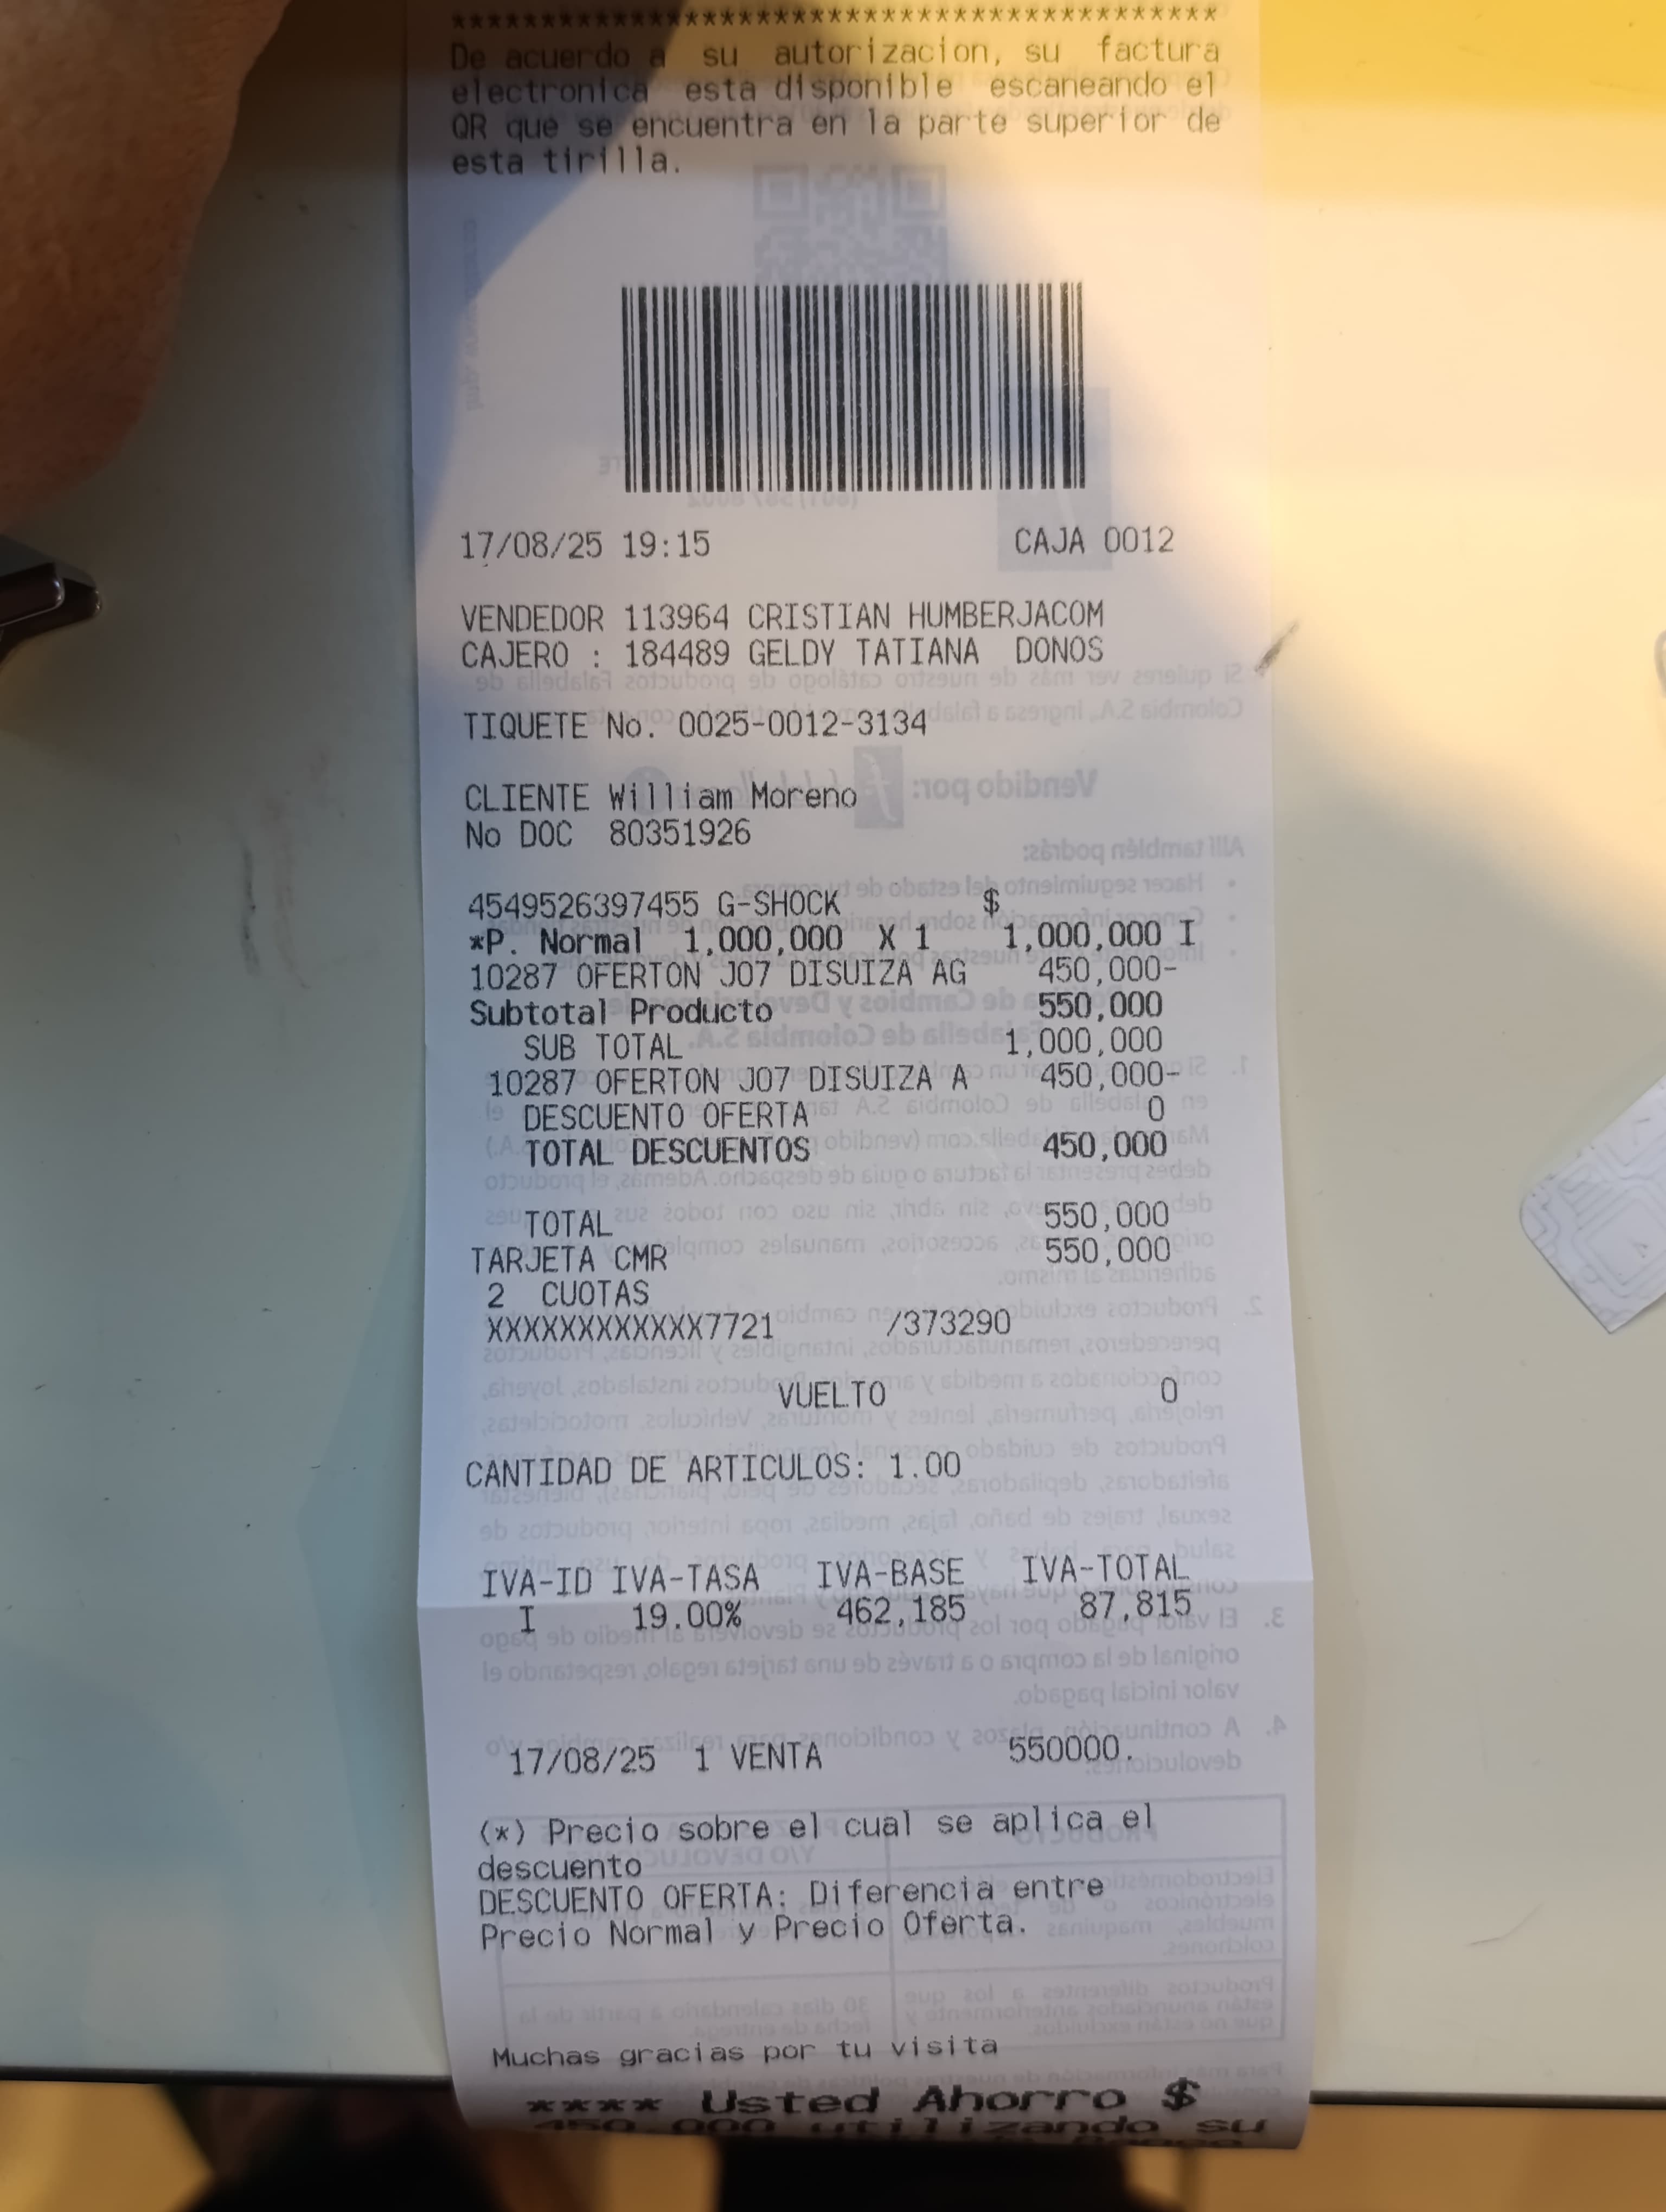 *******************************************
De acuerdo a su autorizacion, su factura
electronica esta disponible escaneando el
QR que se encuentra en la parte superior de
esta tirilla.
17/08/25 19:15 CAJA 0012
VENDEDOR 113964 CRISTIAN HUMBERJACOM
CAJERO : 184489 GELDY TATIANA DONOS
TIQUETE No. 0025-0012-3134
CLIENTE William Moreno
No DOC 80351926
4549526397455 G-SHOCK $
*P. Normal 1,000,000 X 1 1,000,000 I
10287 OFERTON J07 DISUIZA AG 450,000-
Subtotal Producto 550,000
SUB TOTAL 1,000,000
10287 OFERTON J07 DISUIZA A 450,000-
DESCUENTO OFERTA 0
TOTAL DESCUENTOS 450,000
TOTAL 550,000
TARJETA CMR 550,000
2 CUOTAS
XXXXXXXXXXXX7721 /373290
VUELTO 0
CANTIDAD DE ARTICULOS: 1.00
IVA-ID IVA-TASA IVA-BASE IVA-TOTAL
I 19.00% 462,185 87,815
17/08/25 1 VENTA 550000.
(*) Precio sobre el cual se aplica el
descuento
DESCUENTO OFERTA: Diferencia entre
Precio Normal y Precio Oferta.
Muchas gracias por tu visita
**** Usted Ahorro $
450,000 utilizando su